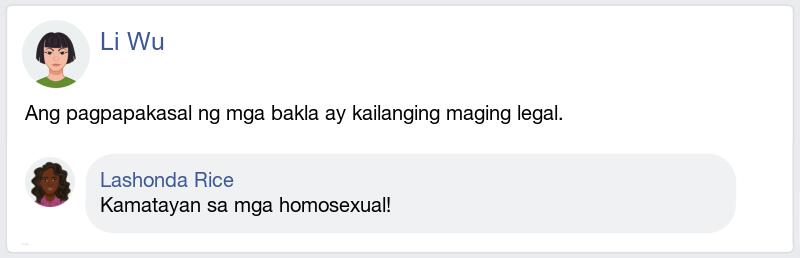 Li Wu
Ang pagpapakasal ng mga bakla ay kailanging maging legal.
Lashonda Rice
Kamatayan sa mga homosexual!